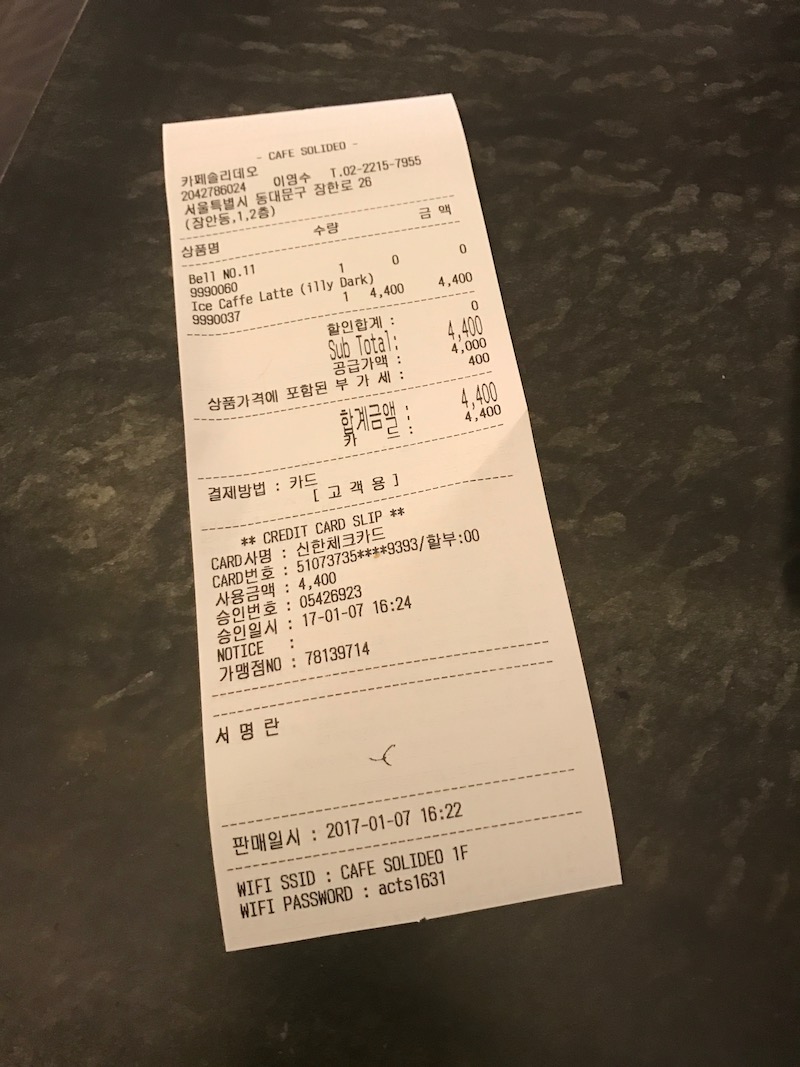 - CAFE SOLIDEO -
카페솔리데오
2042786024 이영수 T.02-2215-7955
서울특별시 동대문구 장한로 26
(장안동,1,2층)
상품명 수량 금 액
Bell NO.11
9990060 1 0 0
Ice Caffe Latte (illy Dark)
9990037 1 4,400 4,400
할인합계 : 0
Sub Total: 4,400
공급가액 : 4,000
상품가격에 포함된 부 가 세 : 400
합계금액 : 4,400
카 드 : 4,400
결제방법 : 카드
[ 고 객 용 ]
** CREDIT CARD SLIP **
CARD사명 : 신한체크카드
CARD번호 : 51073735****9393/할부:00
사용금액 : 4,400
승인번호 : 05426923
승인일시 : 17-01-07 16:24
NOTICE :
가맹점NO : 78139714
서 명 란
판매일시 : 2017-01-07 16:22
WIFI SSID : CAFE SOLIDEO 1F
WIFI PASSWORD : acts1631